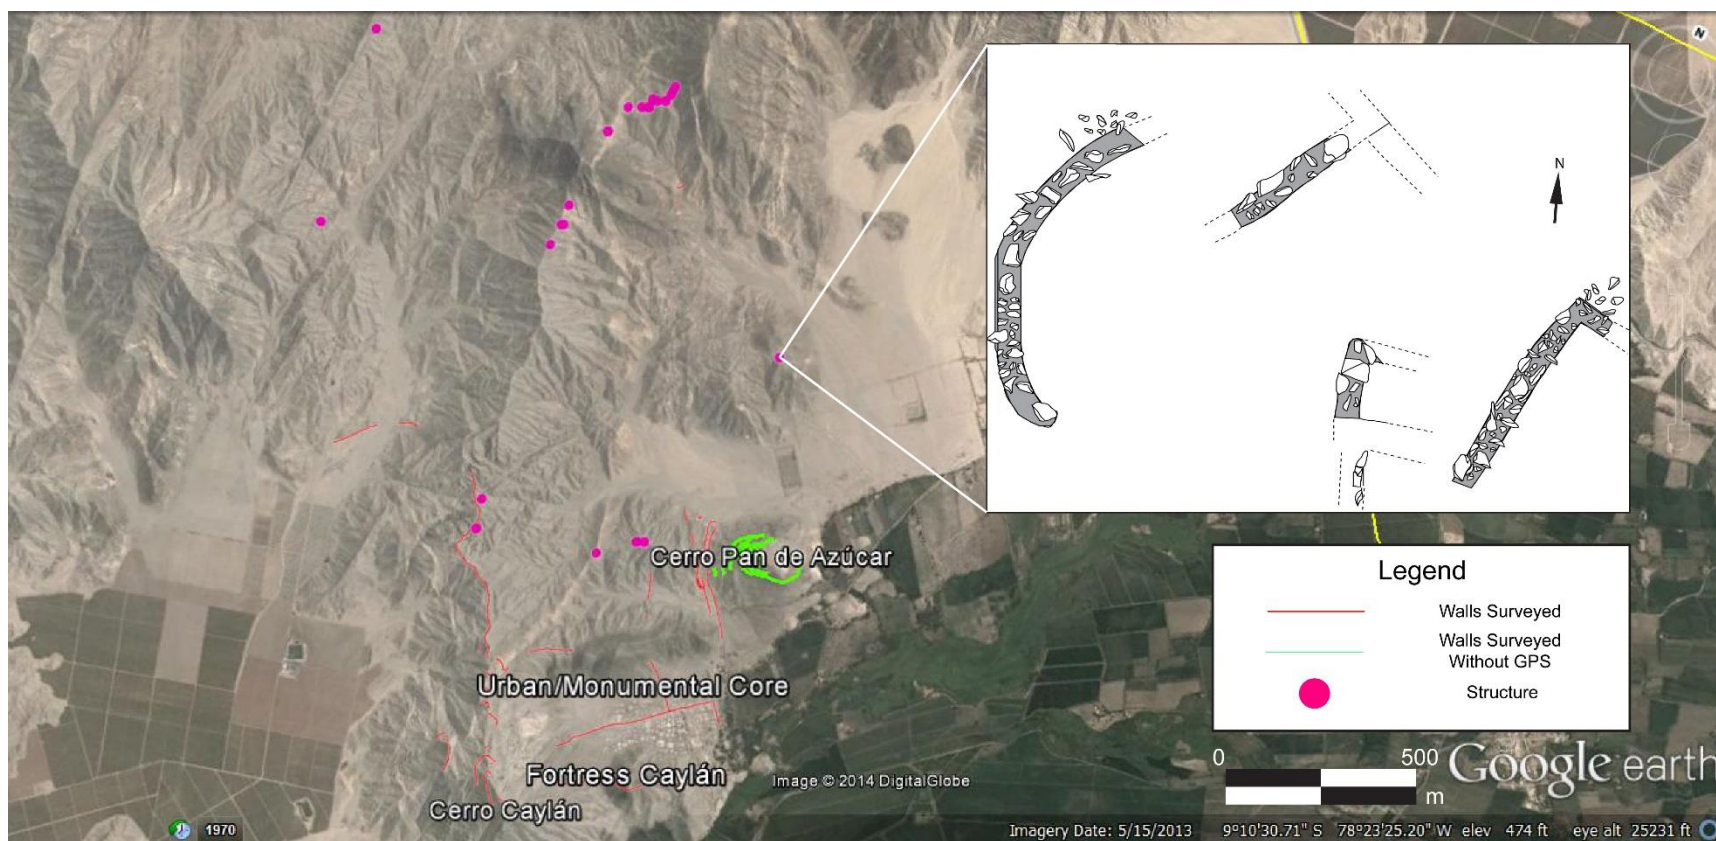 N
N
Cerro Pan de Azúcar
Legend
Walls Surveyed
Walls Surveyed
Without GPS
Structure
Urban/Monumental Core
Fortress Caylán
Cerro Caylán
Image © 2014 DigitalGlobe
0 500
m
Google earth
1970
Imagery Date: 5/15/2013 9°10'30.71" S 78°23'25.20" W elev 474 ft eye alt 25231 ft